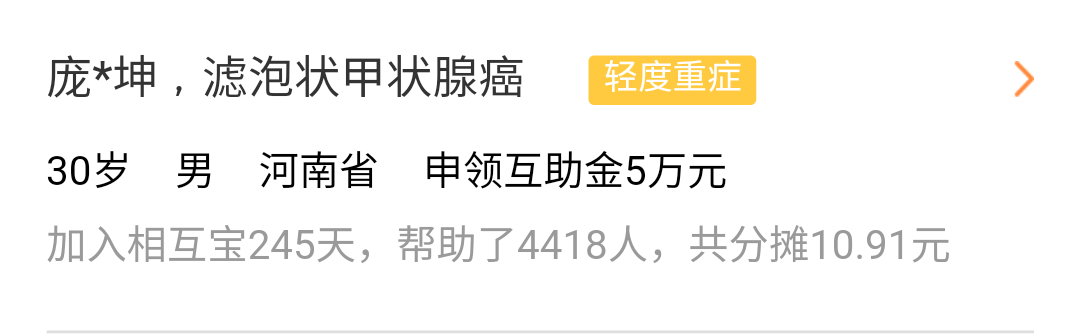 庞*坤，滤泡状甲状腺癌 轻度重症
30岁 男 河南省 申领互助金5万元
加入相互宝245天，帮助了4418人，共分摊10.91元